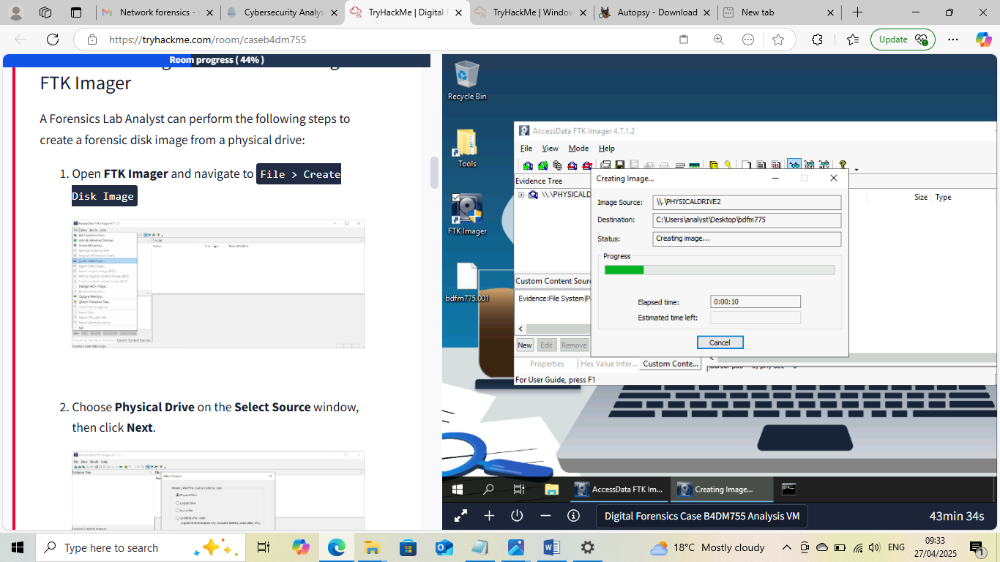 Network forensics - s
Cybersecurity Analys
TryHackMe | Digital F
TryHackMe | Window
Autopsy - Download
New tab
https://tryhackme.com/room/caseb4dm755
Update
Room progress ( 44% )
FTK Imager
A Forensics Lab Analyst can perform the following steps to
create a forensic disk image from a physical drive:
1. Open FTK Imager and navigate to File > Create
Disk Image
2. Choose Physical Drive on the Select Source window,
then click Next.
Select Source
Physical Drive
Logical Drive
Recycle Bin
Tools
FTK Imager
bdfm775.001
AccessData FTK Imager 4.7.1.2
File View Mode Help
Evidence Tree
\\.\PHYSICALD
Size Type
Creating Image...
Image Source: \\.\PHYSICALDRIVE2
Destination: C:\Users\analyst\Desktop\bdfm775
Status: Creating image...
Progress
Elapsed time: 0:00:10
Estimated time left:
Cancel
Custom Content Sourc
Evidence:File System|P
New Edit Remove
Properties Hex Value Inter... Custom Conte...
For User Guide, press F1
AccessData FTK Im...
Creating Image...
Digital Forensics Case B4DM755 Analysis VM
43min 34s
Type here to search
18°C Mostly cloudy
ENG
09:33
27/04/2025
1